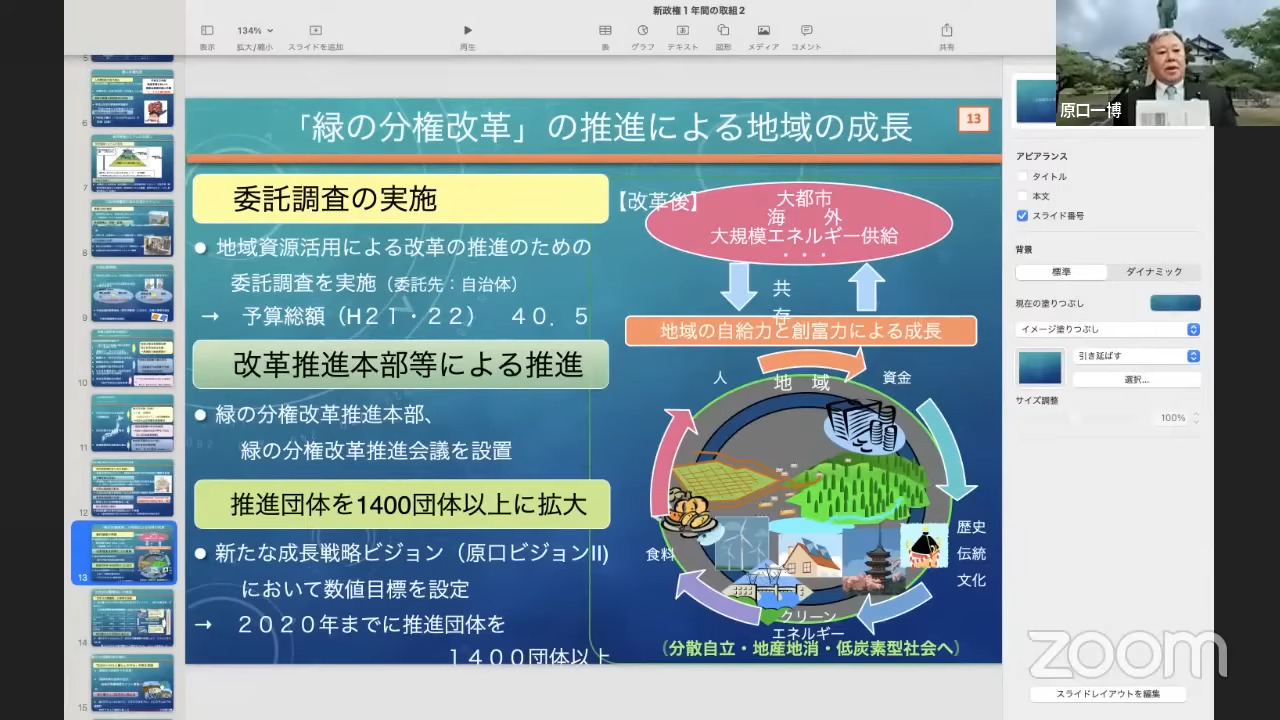 新政権1年間の取組2
134%
表示
拡大/縮小
スライドを追加
再生
表
グラフ
テキスト
図形
メディア
コメント
共有
原口一博
「緑の分権改革」の推進による地域の成長
13
委託調査の実施
● 地域資源活用による改革の推進のための
委託調査を実施（委託先：自治体）
→ 予算総額（H21・22） 40．5
改革推進本部等による推進
● 緑の分権改革推進本部、
緑の分権改革推進会議を設置
推進団体を1400団体以上に拡大
● 新たな成長戦略ビジョン（原口ビジョンII)
において数値目標を設定
→ 2020年までに推進団体を
1400団体以上
【改革後】
大都市
海 外
大規模エネルギー供給
・・・
共
存
地域の自給力と創富力による成長
人
地 域
資金
食料
歴史
伝統
文化
グリーン
エネルギー
（分散自立・地産地消・低炭素型社会へ）
アピアランス
タイトル
本文
スライド番号
背景
標準
ダイナミック
現在の塗りつぶし
イメージ塗りつぶし
引き延ばす
選択...
サイズ調整
100%
スライドレイアウトを編集
5
6
7
8
9
10
11
12
13
14
15
zoom